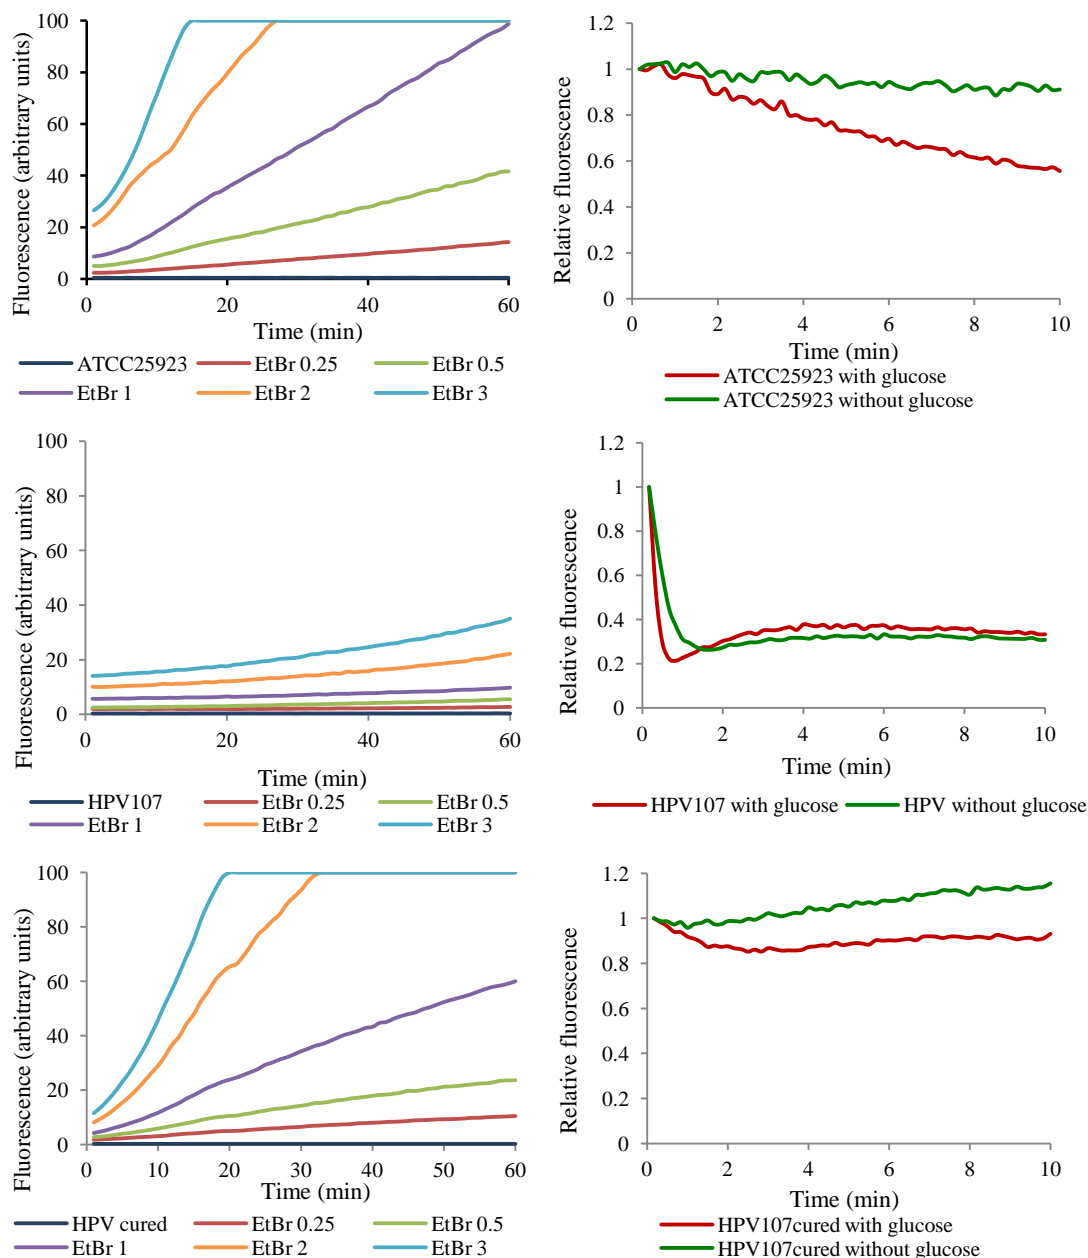 Fluorescence (arbitrary units)
100
80
60
40
20
0
0 20 40 60
Time (min)
ATCC25923 EtBr 0.25 EtBr 0.5
EtBr 1 EtBr 2 EtBr 3
Relative fluorescence
1.2
1
0.8
0.6
0.4
0.2
0
0 2 4 6 8 10
Time (min)
ATCC25923 with glucose
ATCC25923 without glucose
Fluorescence (arbitrary units)
100
80
60
40
20
0
0 20 40 60
Time (min)
HPV107 EtBr 0.25 EtBr 0.5
EtBr 1 EtBr 2 EtBr 3
Relative fluorescence
1.2
1
0.8
0.6
0.4
0.2
0
0 2 4 6 8 10
Time (min)
HPV107 with glucose HPV without glucose
Fluorescence (arbitrary units)
100
80
60
40
20
0
0 10 20 30 40 50 60
Time (min)
HPV cured EtBr 0.25 EtBr 0.5
EtBr 1 EtBr 2 EtBr 3
Relative fluorescence
1.2
1
0.8
0.6
0.4
0.2
0
0 2 4 6 8 10
Time (min)
HPV107cured with glucose
HPV107cured without glucose